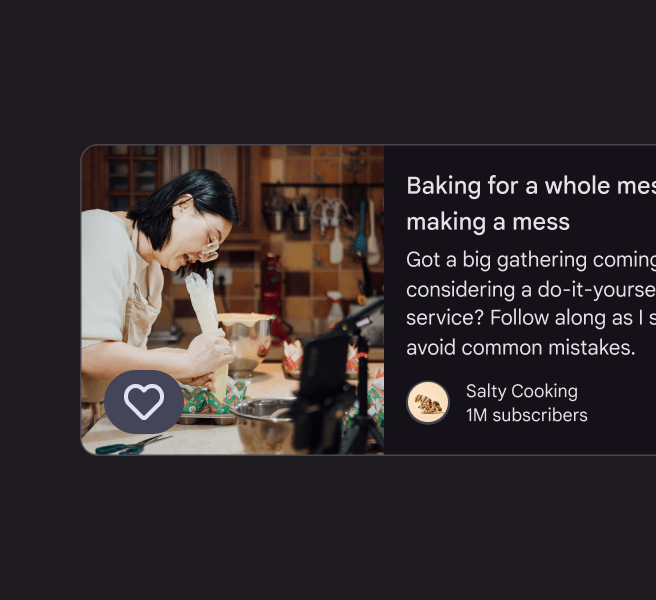 Baking for a whole mes
making a mess
Got a big gathering coming
considering a do-it-yourse
service? Follow along as I s
avoid common mistakes.
Salty Cooking
1M subscribers